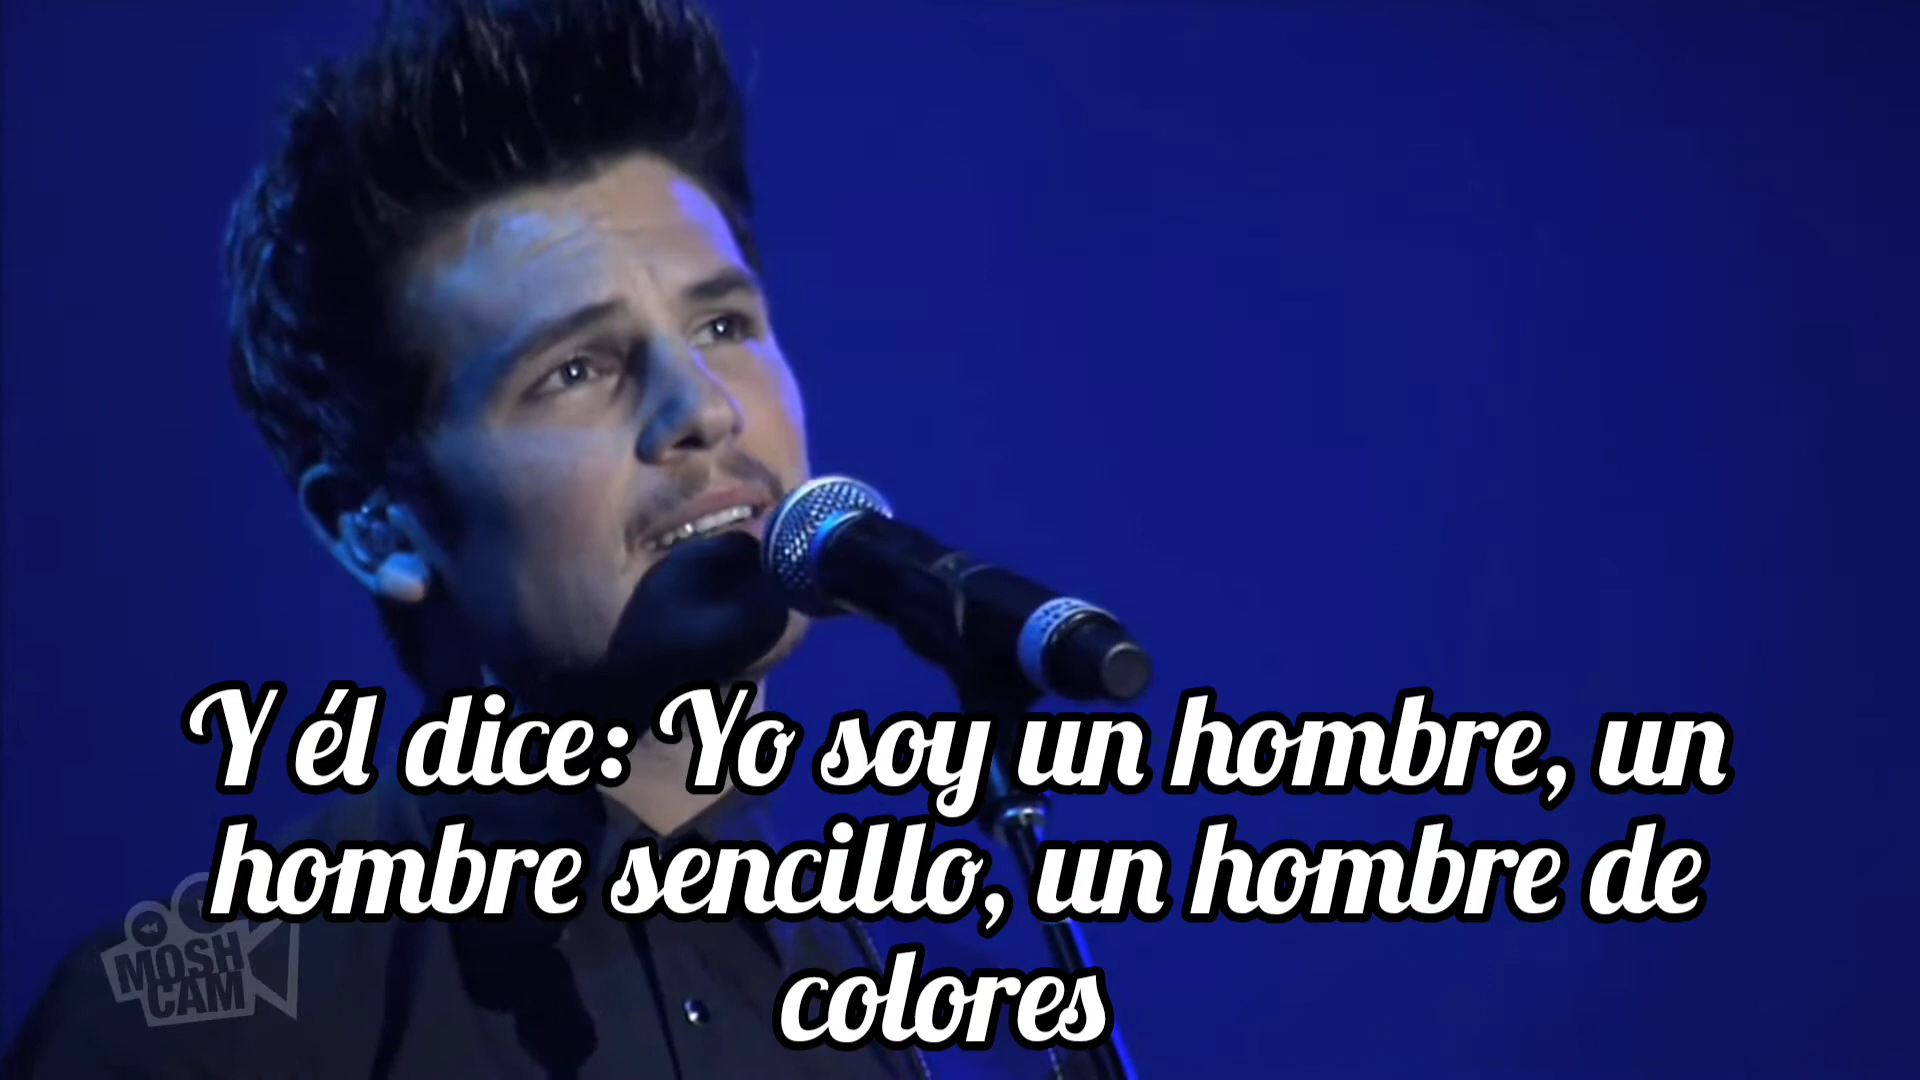 Y él dice: Yo soy un hombre, un
hombre sencillo, un hombre de
colores
MOSH
CAM